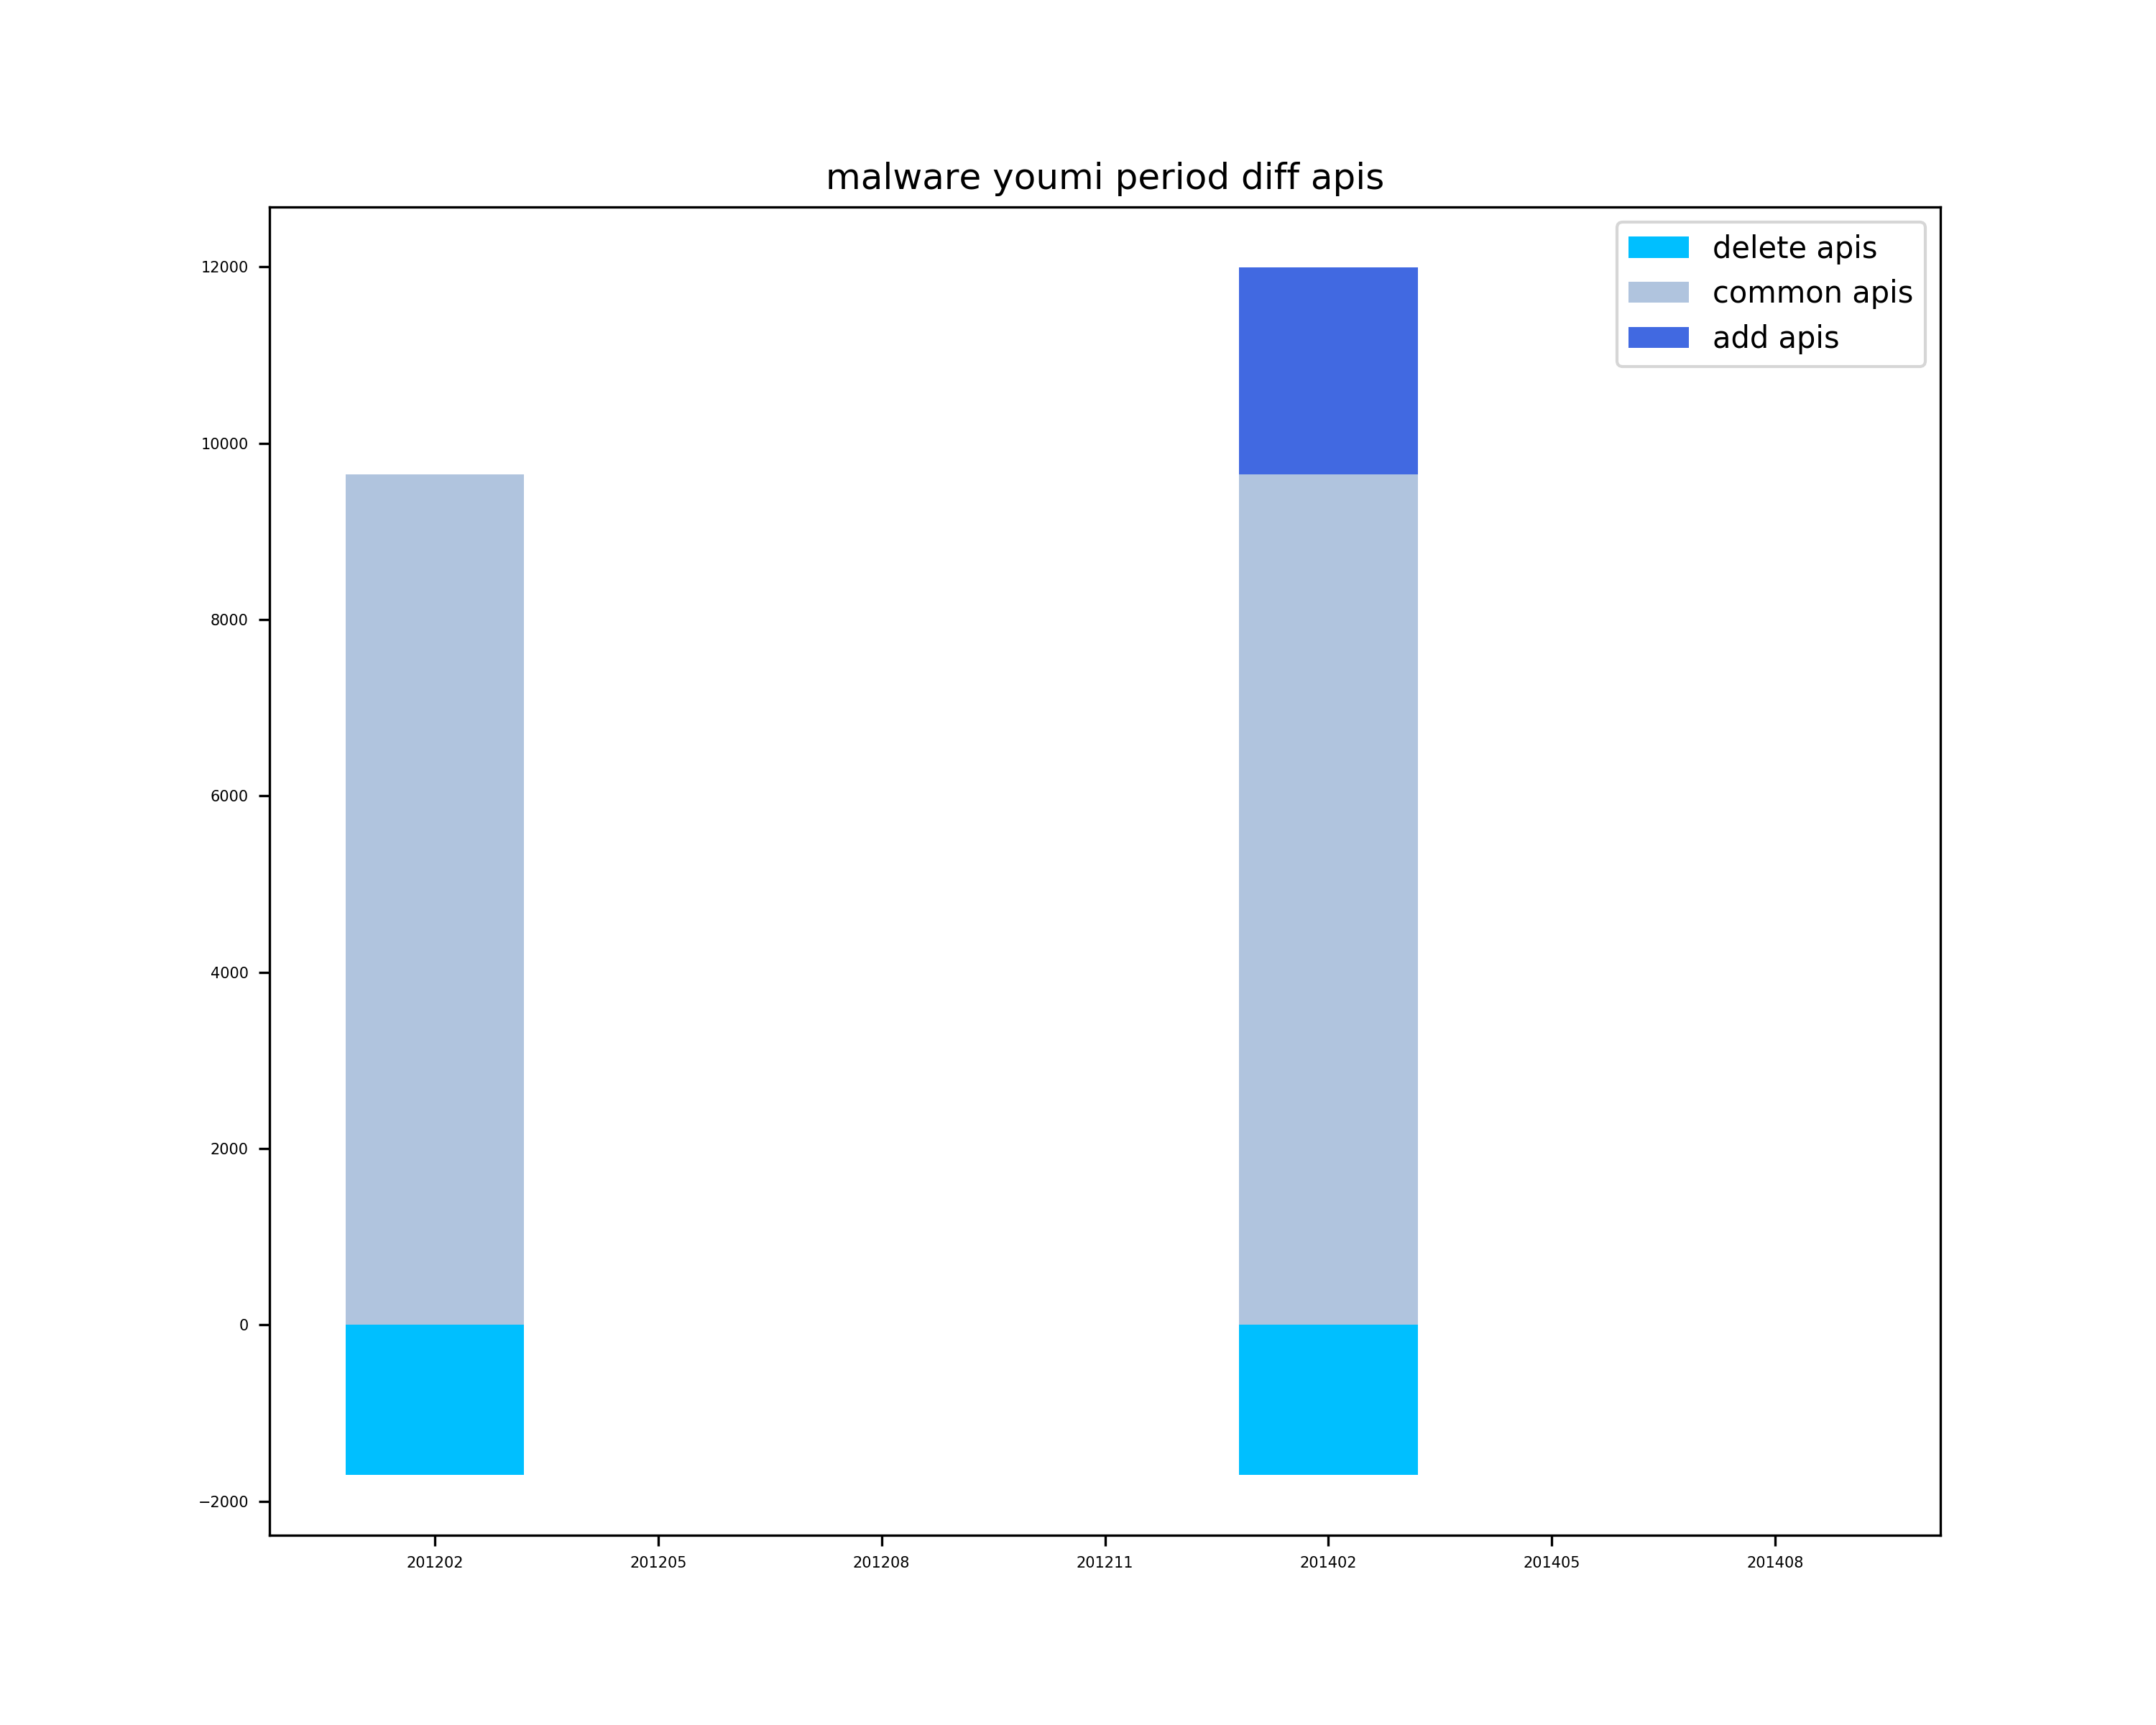 malware youmi period diff apis
delete apis
common apis
add apis
12000
10000
8000
6000
4000
2000
0
−2000
201202 201205 201208 201211 201402 201405 201408